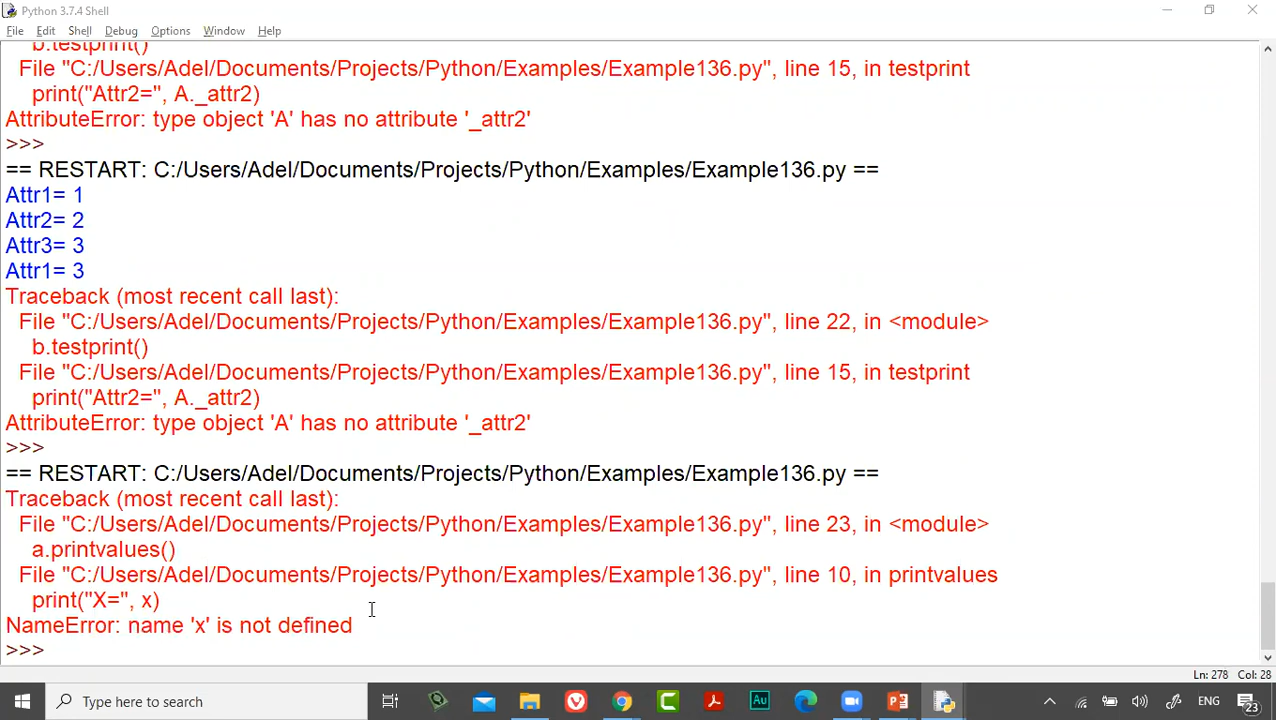 Python 3.7.4 Shell
File Edit Shell Debug Options Window Help
b.testprint()
File "C:/Users/Adel/Documents/Projects/Python/Examples/Example136.py", line 15, in testprint
print("Attr2=", A._attr2)
AttributeError: type object 'A' has no attribute '_attr2'
>>>
== RESTART: C:/Users/Adel/Documents/Projects/Python/Examples/Example136.py ==
Attr1= 1
Attr2= 2
Attr3= 3
Attr1= 3
Traceback (most recent call last):
File "C:/Users/Adel/Documents/Projects/Python/Examples/Example136.py", line 22, in <module>
b.testprint()
File "C:/Users/Adel/Documents/Projects/Python/Examples/Example136.py", line 15, in testprint
print("Attr2=", A._attr2)
AttributeError: type object 'A' has no attribute '_attr2'
>>>
== RESTART: C:/Users/Adel/Documents/Projects/Python/Examples/Example136.py ==
Traceback (most recent call last):
File "C:/Users/Adel/Documents/Projects/Python/Examples/Example136.py", line 23, in <module>
a.printvalues()
File "C:/Users/Adel/Documents/Projects/Python/Examples/Example136.py", line 10, in printvalues
print("X=", x)
NameError: name 'x' is not defined
>>>
Ln: 278 Col: 28
Type here to search
Au
ENG
23